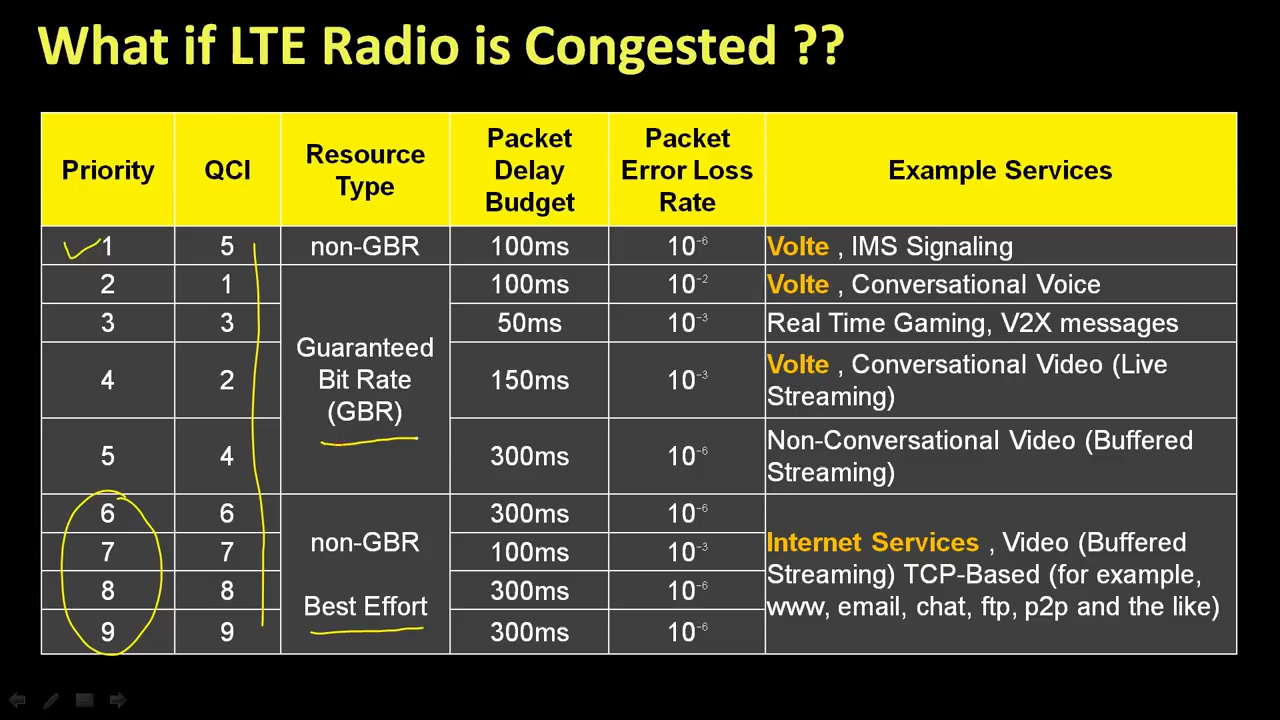 What if LTE Radio is Congested ??
Priority
QCI
Resource
Type
Packet
Delay
Budget
Packet
Error Loss
Rate
Example Services
1
5
non-GBR
100ms
10⁻⁶
Volte , IMS Signaling
2
1
Guaranteed
Bit Rate
(GBR)
100ms
10⁻²
Volte , Conversational Voice
3
3
50ms
10⁻³
Real Time Gaming, V2X messages
4
2
150ms
10⁻³
Volte , Conversational Video (Live
Streaming)
5
4
300ms
10⁻⁶
Non-Conversational Video (Buffered
Streaming)
6
6
non-GBR
Best Effort
300ms
10⁻⁶
Internet Services , Video (Buffered
Streaming) TCP-Based (for example,
www, email, chat, ftp, p2p and the like)
7
7
100ms
10⁻³
8
8
300ms
10⁻⁶
9
9
300ms
10⁻⁶